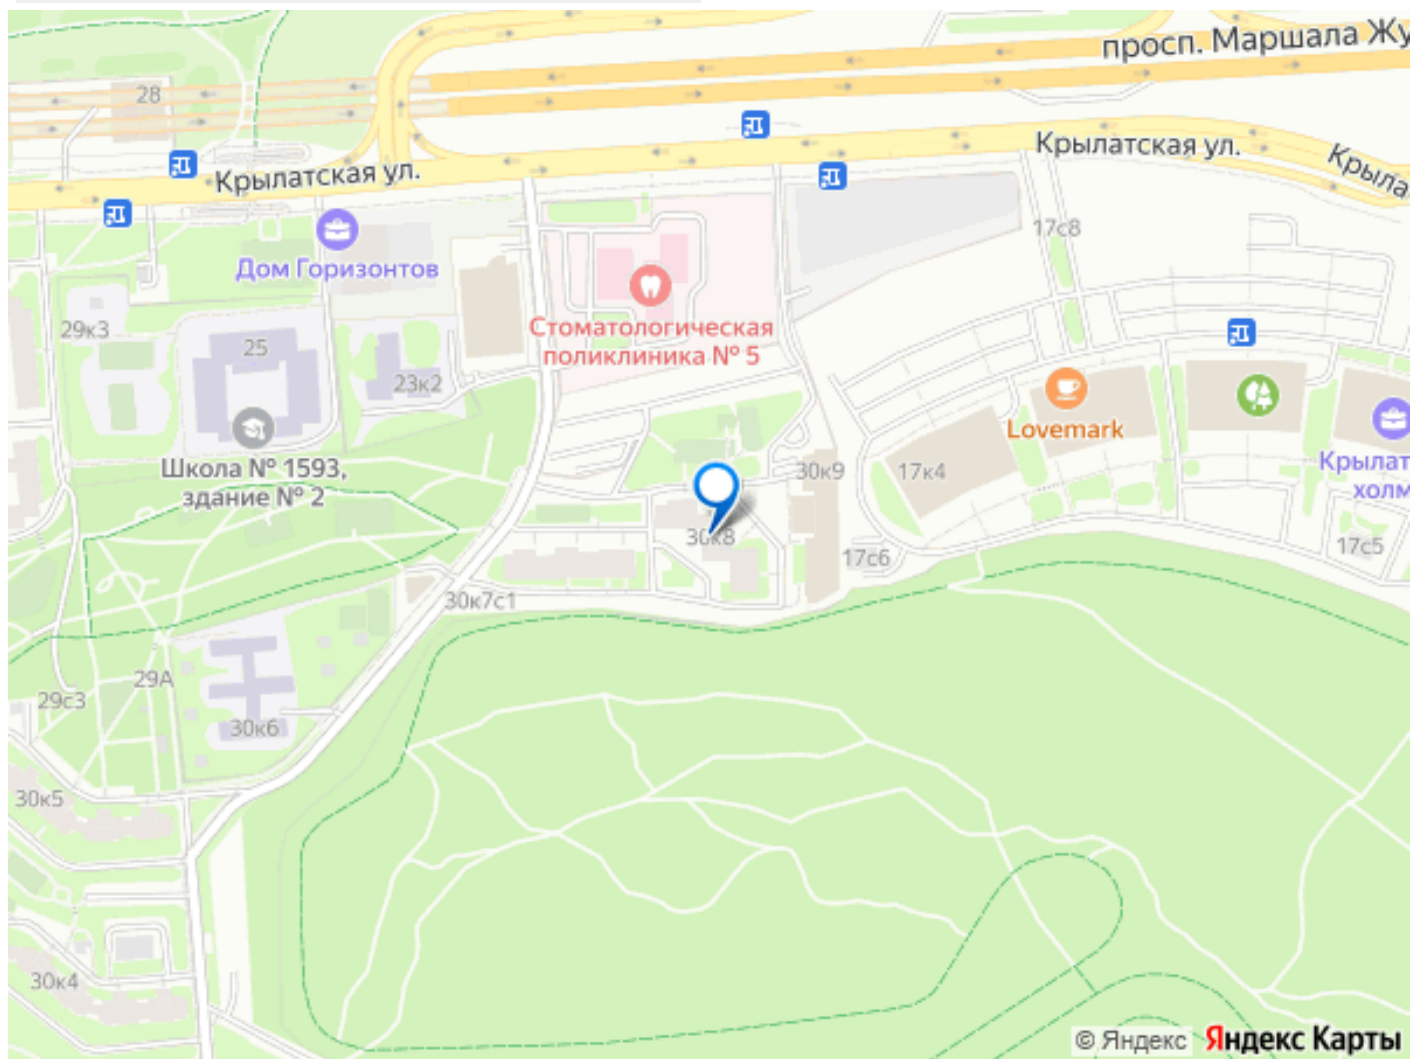 просп. Маршала Жу
28
Крылатская ул.
Крылатская ул.
Крыла
17с8
Дом Горизонтов
29к3
25
Стоматологическая
поликлиника № 5
23к2
Lovemark
Школа № 1593,
здание № 2
30к9
17к4
Крылат
холм
30к8
17с6
17с5
30к7с1
29А
29с3
30к6
30к5
30к4
© Яндекс Яндекс Карты